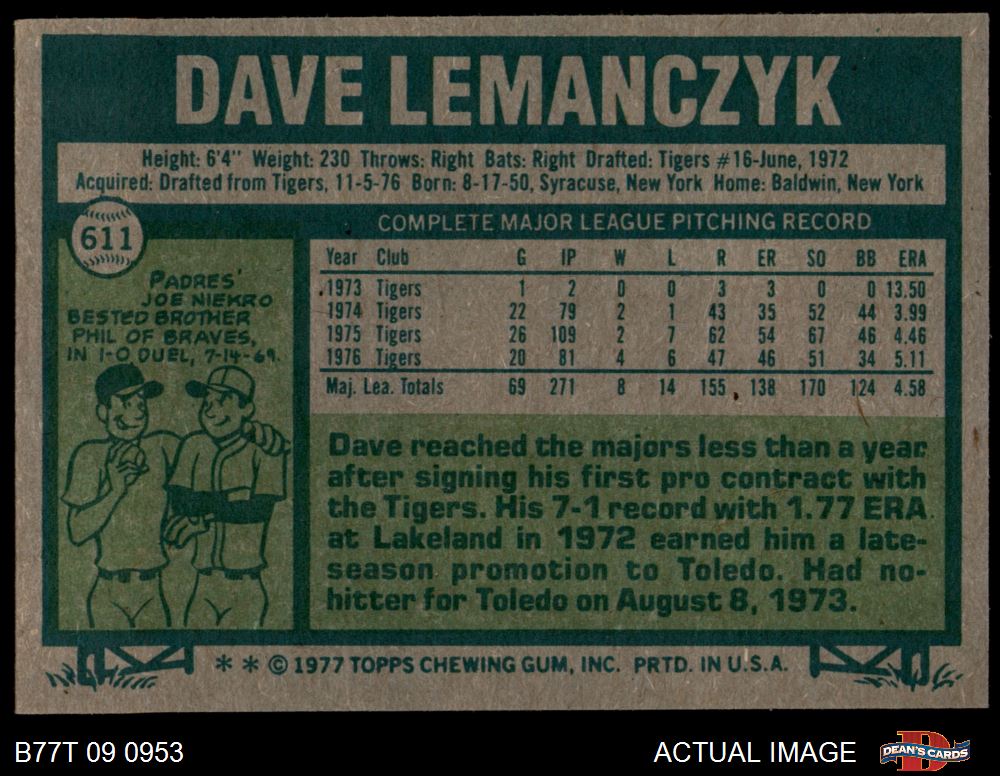 DAVE LEMANCZYK
Height: 6'4" Weight: 230 Throws: Right Bats: Right Drafted: Tigers #16-June, 1972
Acquired: Drafted from Tigers, 11-5-76 Born: 8-17-50, Syracuse, New York Home: Baldwin, New York
611
COMPLETE MAJOR LEAGUE PITCHING RECORD
Year Club G IP W L R ER SO BB ERA
1973 Tigers 1 2 0 0 3 3 0 0 13.50
1974 Tigers 22 79 2 1 43 35 52 44 3.99
1975 Tigers 26 109 2 7 62 54 67 46 4.46
1976 Tigers 20 81 4 6 47 46 51 34 5.11
Maj. Lea. Totals 69 271 8 14 155 138 170 124 4.58
PADRES'
JOE NIEKRO
BESTED BROTHER
PHIL OF BRAVES,
IN 1-0 DUEL, 7-14-69.
Dave reached the majors less than a year
after signing his first pro contract with
the Tigers. His 7-1 record with 1.77 ERA
at Lakeland in 1972 earned him a late-
season promotion to Toledo. Had no-
hitter for Toledo on August 8, 1973.
* * © 1977 TOPPS CHEWING GUM, INC. PRTD. IN U.S.A.
B77T 09 0953
ACTUAL IMAGE
DEAN'S CARDS